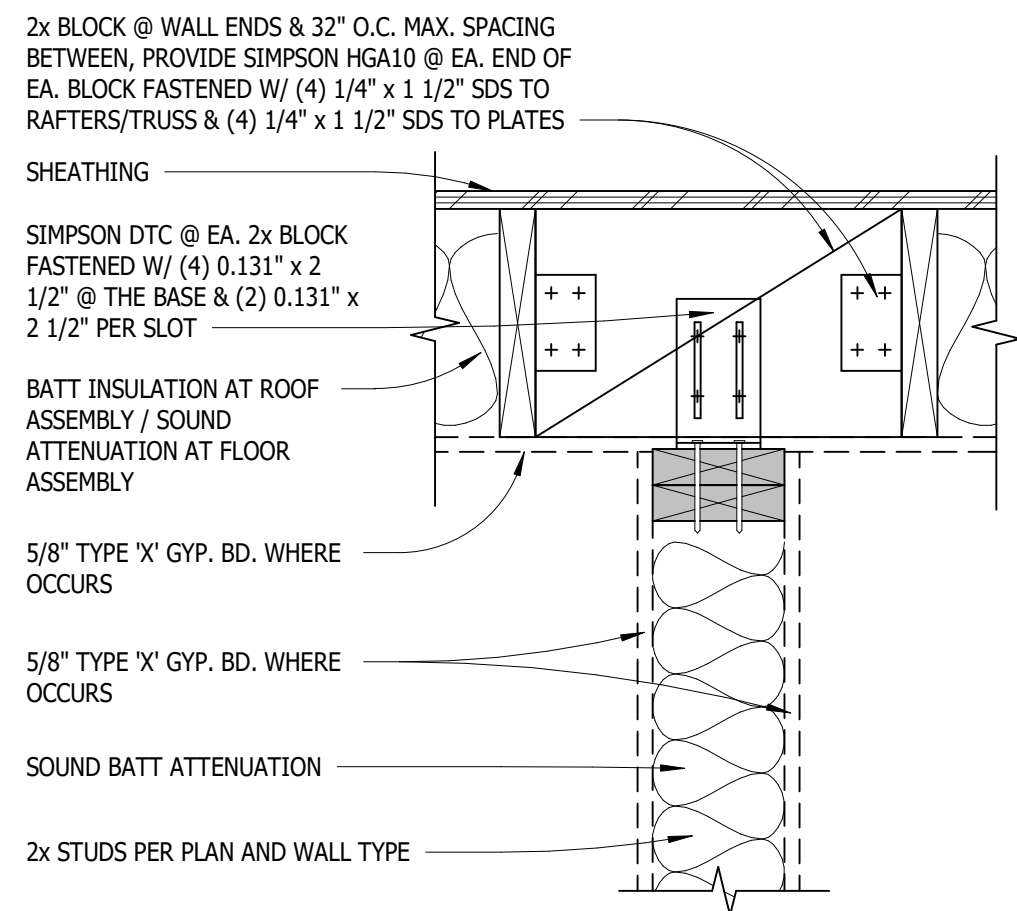 2x BLOCK @ WALL ENDS & 32" O.C. MAX. SPACING
BETWEEN, PROVIDE SIMPSON HGA10 @ EA. END OF
EA. BLOCK FASTENED W/ (4) 1/4" x 1 1/2" SDS TO
RAFTERS/TRUSS & (4) 1/4" x 1 1/2" SDS TO PLATES
SHEATHING
SIMPSON DTC @ EA. 2x BLOCK
FASTENED W/ (4) 0.131" x 2
1/2" @ THE BASE & (2) 0.131" x
2 1/2" PER SLOT
BATT INSULATION AT ROOF
ASSEMBLY / SOUND
ATTENUATION AT FLOOR
ASSEMBLY
5/8" TYPE 'X' GYP. BD. WHERE
OCCURS
5/8" TYPE 'X' GYP. BD. WHERE
OCCURS
SOUND BATT ATTENUATION
2x STUDS PER PLAN AND WALL TYPE